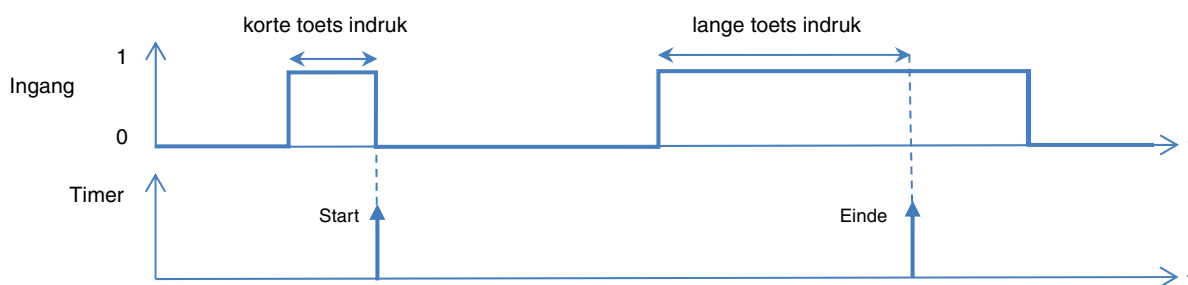 korte toets indruk
lange toets indruk
1
Ingang
0
Timer
Start
Einde